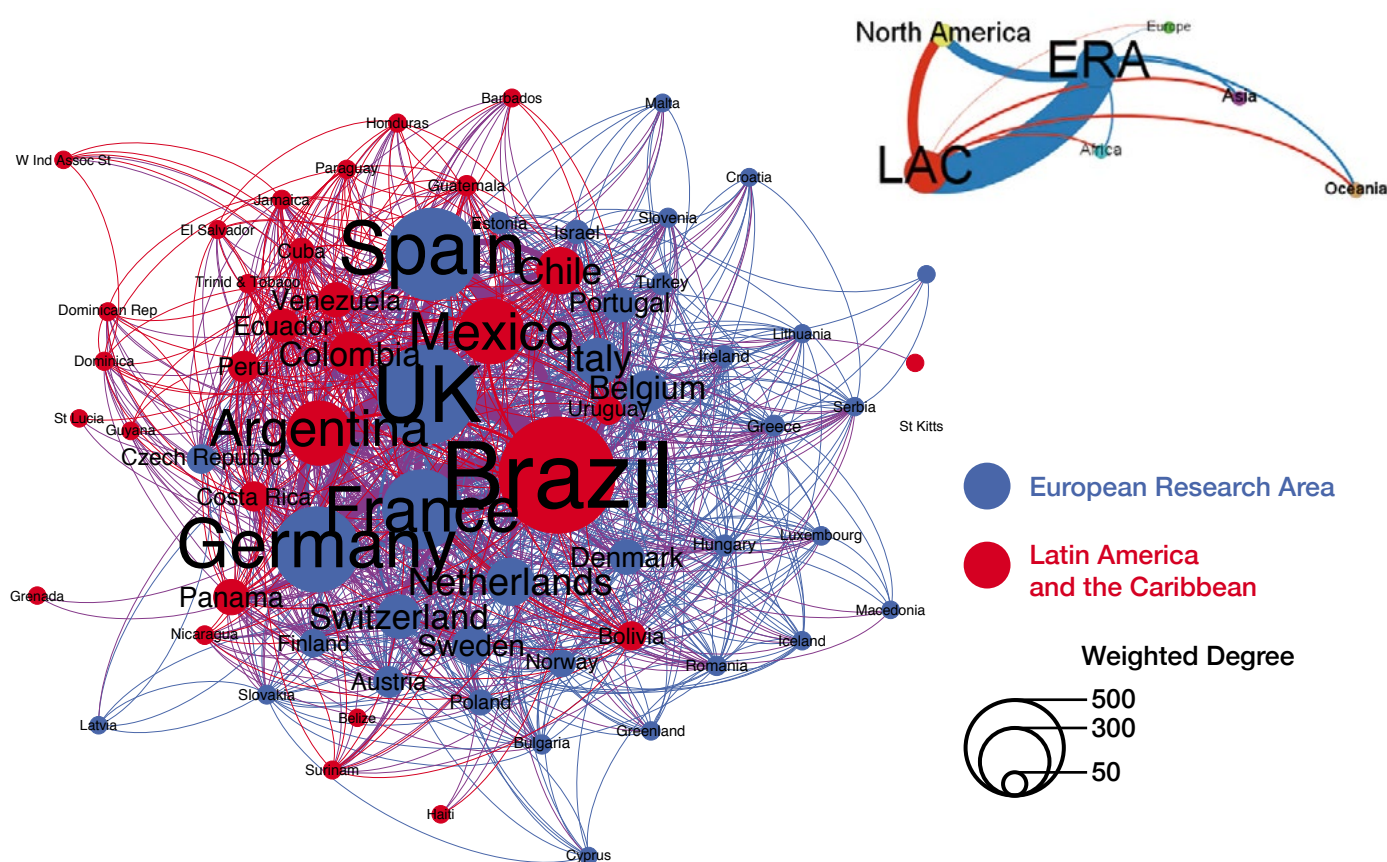 North America
Europe
ERA
Asia
LAC
Africa
Oceania
Barbados
Malta
Honduras
W Ind Assoc St
Paraguay
Croatia
Guatemala
Jamaica
Slovenia
El Salvador
Spain
Estonia
Israel
Cuba
Chile
Trinid & Tobago
Turkey
Venezuela
Portugal
Dominican Rep
Ecuador
Mexico
Lithuania
Colombia
Italy
Ireland
Dominica
Peru
UK
Belgium
Uruguay
Serbia
St Lucia
Guyana
Argentina
Greece
St Kitts
Czech Republic
Brazil
European Research Area
Costa Rica
France
Germany
Denmark
Hungary
Luxembourg
Latin America
and the Caribbean
Netherlands
Grenada
Panama
Macedonia
Switzerland
Nicaragua
Finland
Sweden
Bolivia
Iceland
Norway
Romania
Weighted Degree
Austria
Slovakia
Poland
500
Latvia
Belize
Greenland
300
Bulgaria
Surinam
50
Haiti
Cyprus